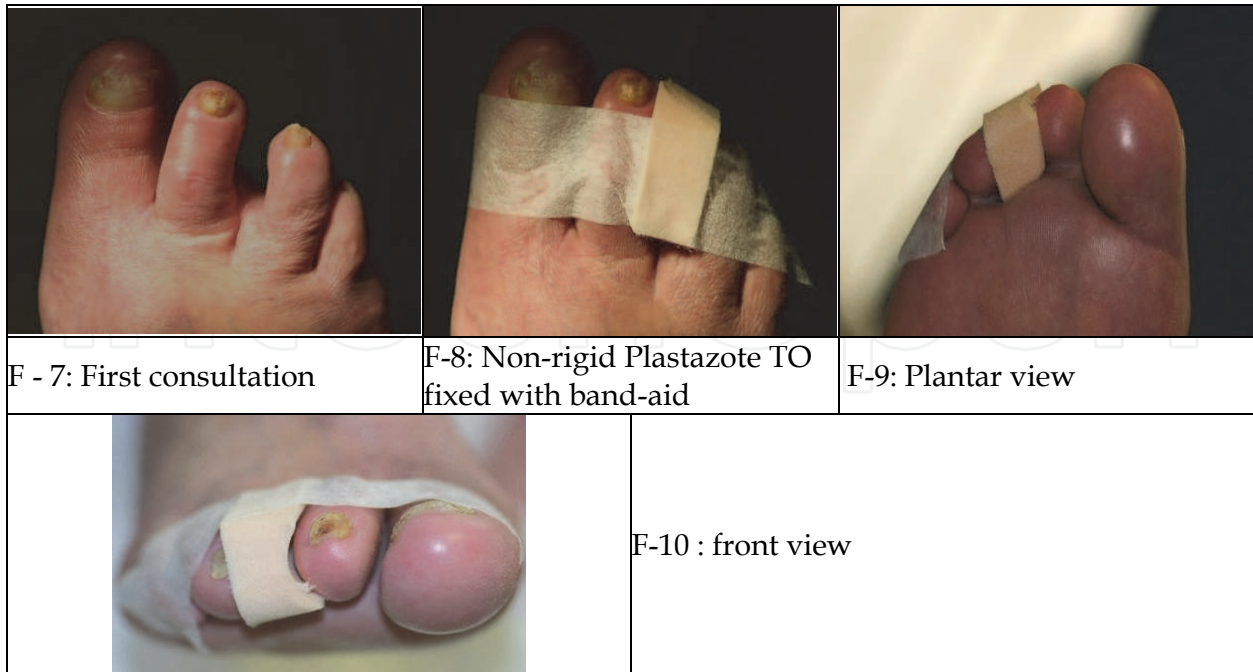 F - 7: First consultation
F-8: Non-rigid Plastazote TO
fixed with band-aid
F-9: Plantar view
F-10 : front view